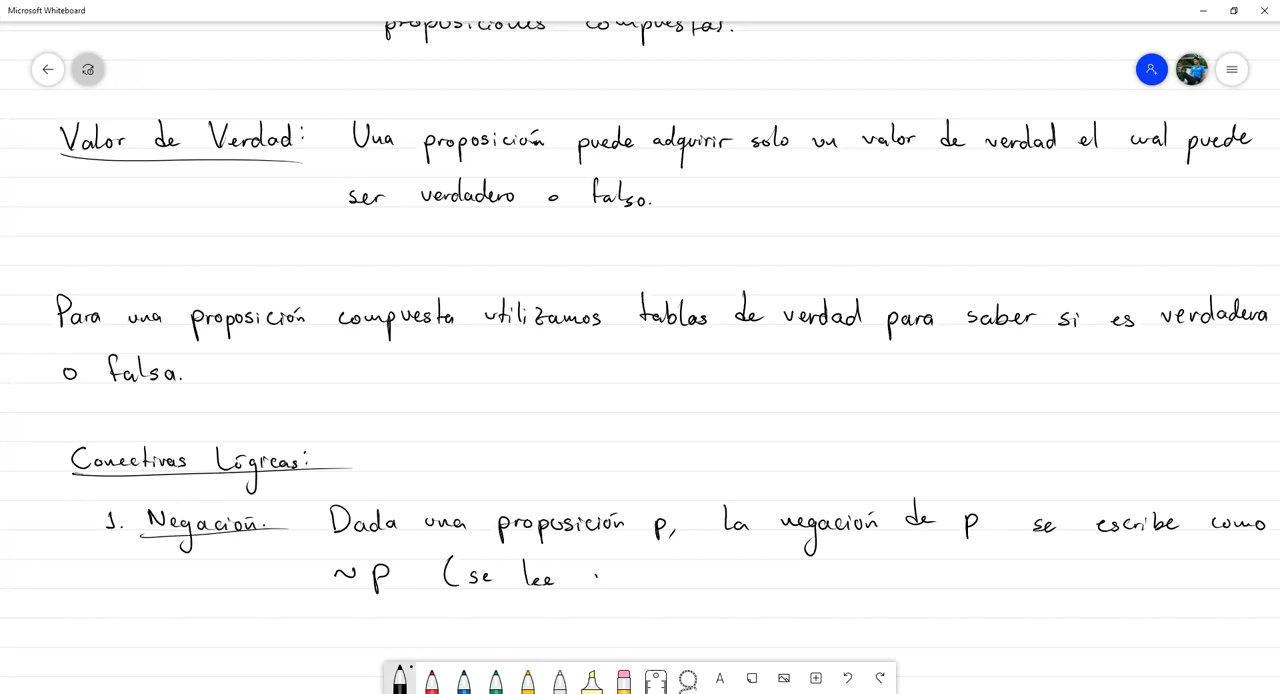 Microsoft Whiteboard
proposiciones compuestas.
Valor de Verdad: Una proposición puede adquirir solo un valor de verdad el cual puede
ser verdadero o falso.
Para una proposición compuesta utilizamos tablas de verdad para saber si es verdadera
o falsa.
Conectivas Lógicas:
1. Negación. Dada una proposición p, la negación de p se escribe como
~p (se lee